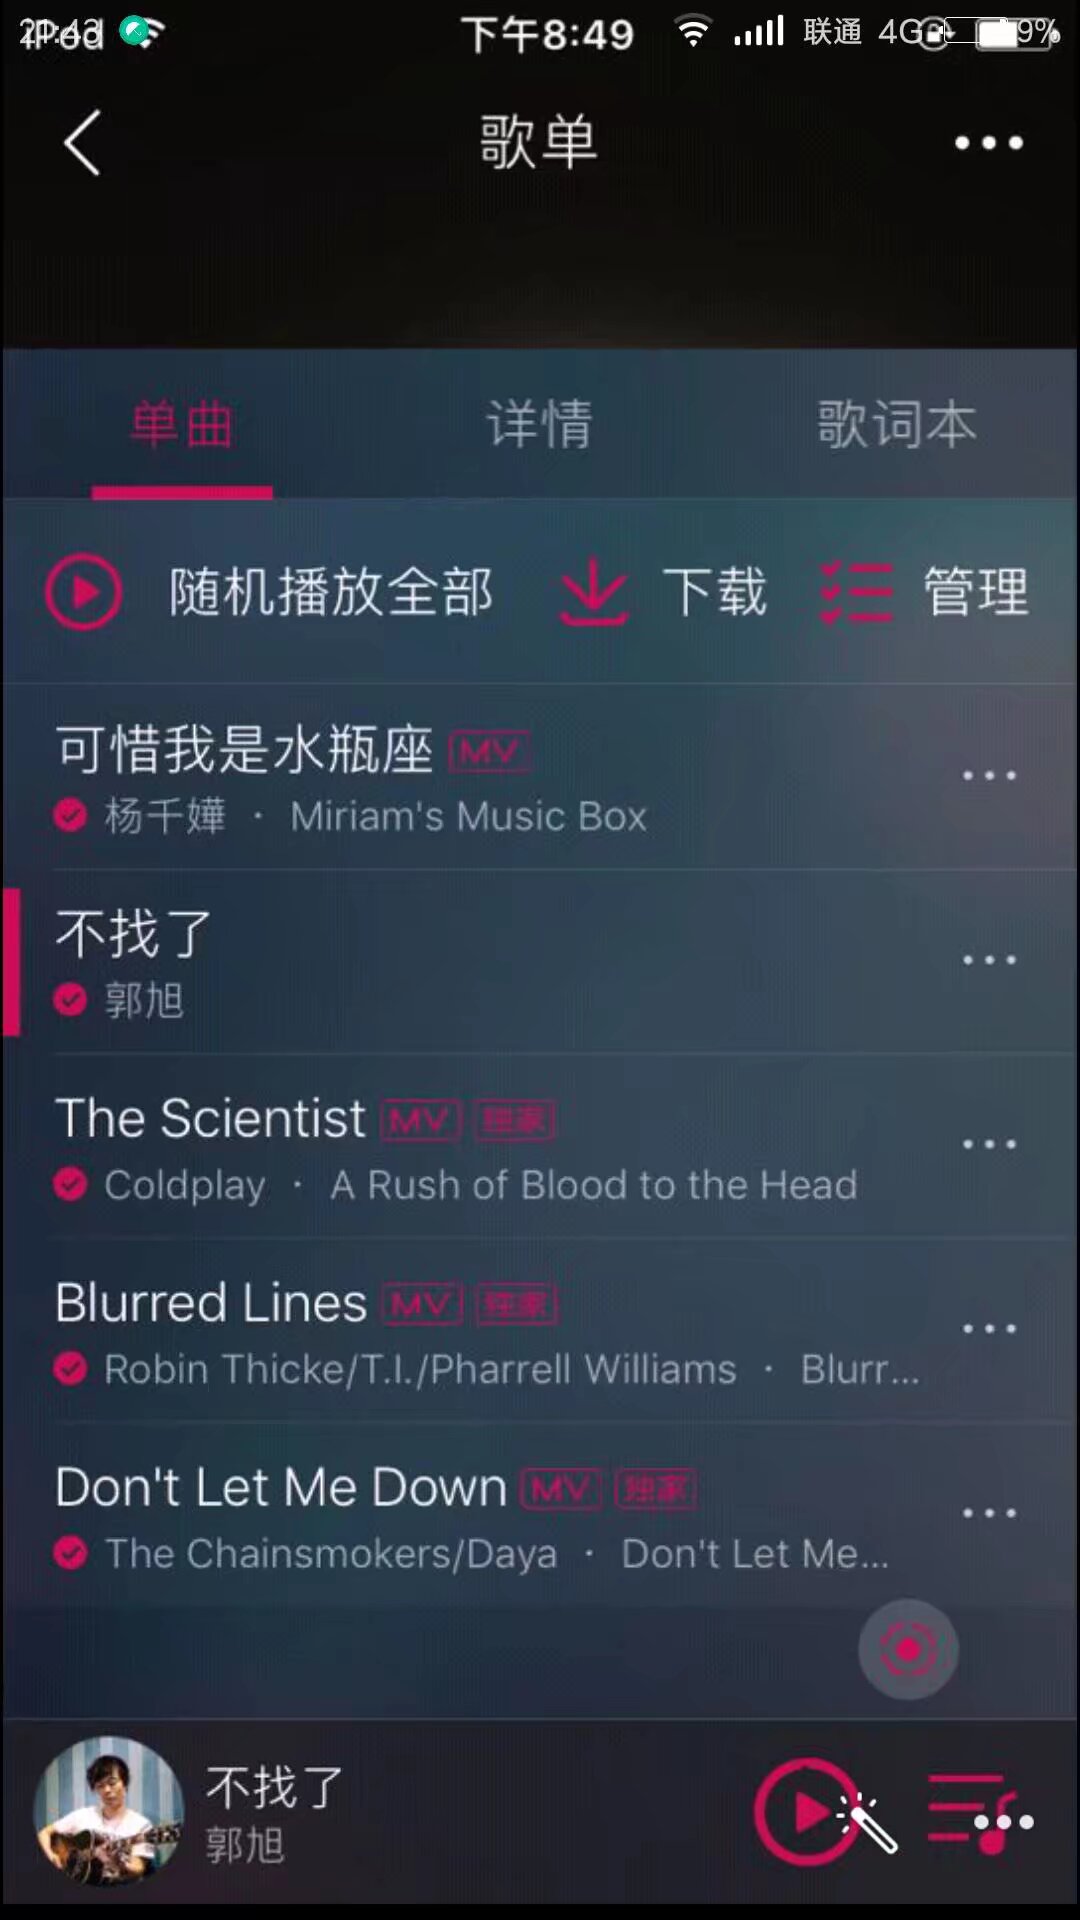 21:43 iPod 下午8:49 联通 4G 9%
歌单
单曲 详情 歌词本
随机播放全部 下载 管理
可惜我是水瓶座 MV
杨千嬅 · Miriam's Music Box
不找了
郭旭
The Scientist MV 独家
Coldplay · A Rush of Blood to the Head
Blurred Lines MV 独家
Robin Thicke/T.I./Pharrell Williams · Blurr...
Don't Let Me Down MV 独家
The Chainsmokers/Daya · Don't Let Me...
不找了
郭旭